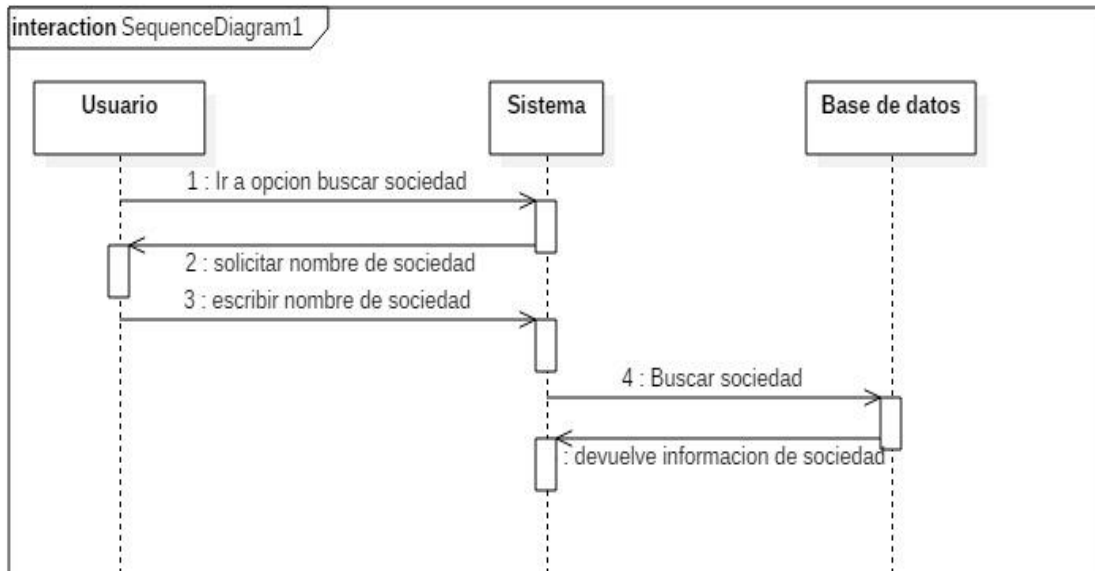 interaction SequenceDiagram1
Usuario
Sistema
Base de datos
1 : Ir a opcion buscar sociedad
2 : solicitar nombre de sociedad
3 : escribir nombre de sociedad
4 : Buscar sociedad
: devuelve informacion de sociedad